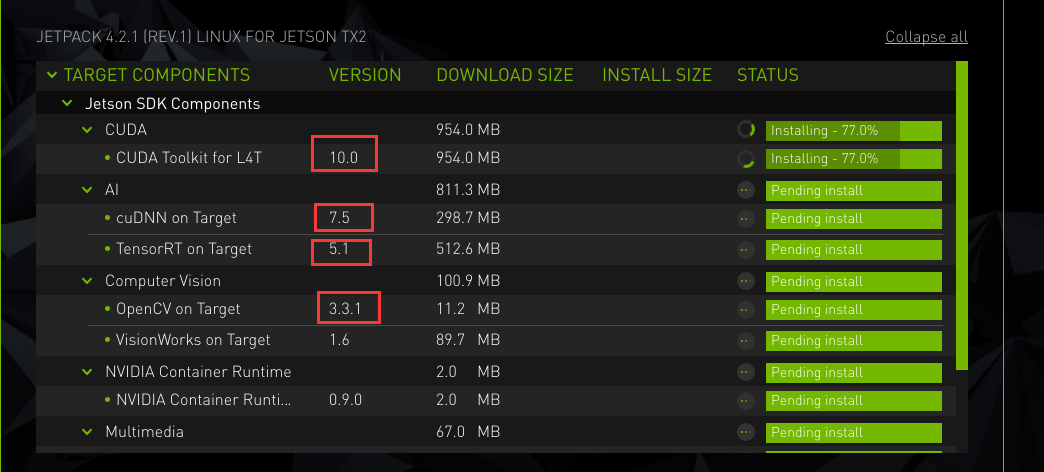 JETPACK 4.2.1 (REV.1) LINUX FOR JETSON TX2 Collapse all
TARGET COMPONENTS VERSION DOWNLOAD SIZE INSTALL SIZE STATUS
Jetson SDK Components
CUDA 954.0 MB Installing - 77.0%
CUDA Toolkit for L4T 10.0 954.0 MB Installing - 77.0%
AI 811.3 MB Pending install
cuDNN on Target 7.5 298.7 MB Pending install
TensorRT on Target 5.1 512.6 MB Pending install
Computer Vision 100.9 MB Pending install
OpenCV on Target 3.3.1 11.2 MB Pending install
VisionWorks on Target 1.6 89.7 MB Pending install
NVIDIA Container Runtime 2.0 MB Pending install
NVIDIA Container Runti... 0.9.0 2.0 MB Pending install
Multimedia 67.0 MB Pending install